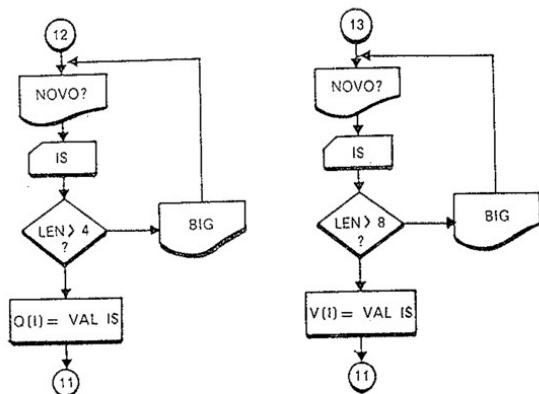 12
NOVO?
IS
LEN > 4
?
BIG
Q(I) = VAL IS
11
13
NOVO?
IS
LEN > 8
?
BIG
V(I) = VAL IS
11